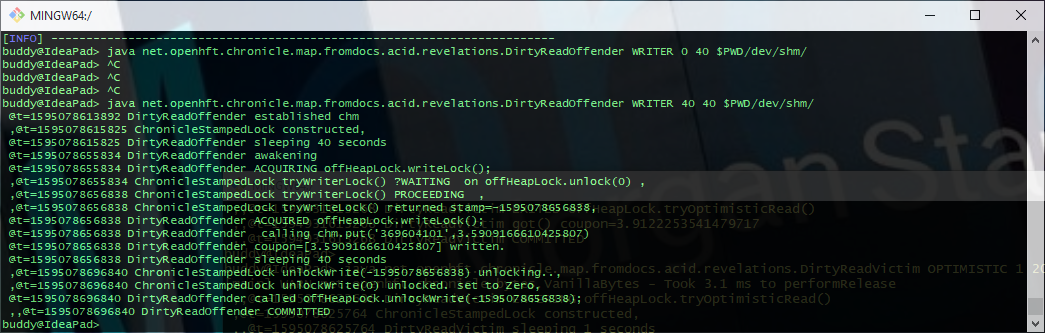 MINGW64:/
[INFO] ------------------------------------------------------------------------
buddy@IdeaPad> java net.openhft.chronicle.map.fromdocs.acid.revelations.DirtyReadOffender WRITER 0 40 $PWD/dev/shm/
buddy@IdeaPad> ^C
buddy@IdeaPad> ^C
buddy@IdeaPad> ^C
buddy@IdeaPad> java net.openhft.chronicle.map.fromdocs.acid.revelations.DirtyReadOffender WRITER 40 40 $PWD/dev/shm/
@t=1595078613892 DirtyReadOffender established chm
,@t=1595078615825 ChronicleStampedLock constructed,
@t=1595078615825 DirtyReadOffender sleeping 40 seconds
@t=1595078655834 DirtyReadOffender awakening
@t=1595078655834 DirtyReadOffender ACQUIRING offHeapLock.writeLock();
,@t=1595078655834 ChronicleStampedLock tryWriterLock() ?WAITING  on offHeapLock.unlock(0) ,
,@t=1595078656838 ChronicleStampedLock tryWriterLock() PROCEEDING  ,
,@t=1595078656838 ChronicleStampedLock tryWriteLock() returned stamp=-1595078656838,
@t=1595078656838 DirtyReadOffender ACQUIRED offHeapLock.writeLock();
@t=1595078656838 DirtyReadOffender  calling chm.put('369604101',3.5909166610425807)
@t=1595078656838 DirtyReadOffender coupon=[3.5909166610425807] written.
@t=1595078656838 DirtyReadOffender sleeping 40 seconds
,@t=1595078696840 ChronicleStampedLock unlockWrite(-1595078656838) unlocking..,
,@t=1595078696840 ChronicleStampedLock unlockWrite(0) unlocked. set to Zero,
@t=1595078696840 DirtyReadOffender called offHeapLock.unlockWrite(-1595078656838);
,,@t=1595078696840 DirtyReadOffender COMMITTED
buddy@IdeaPad>